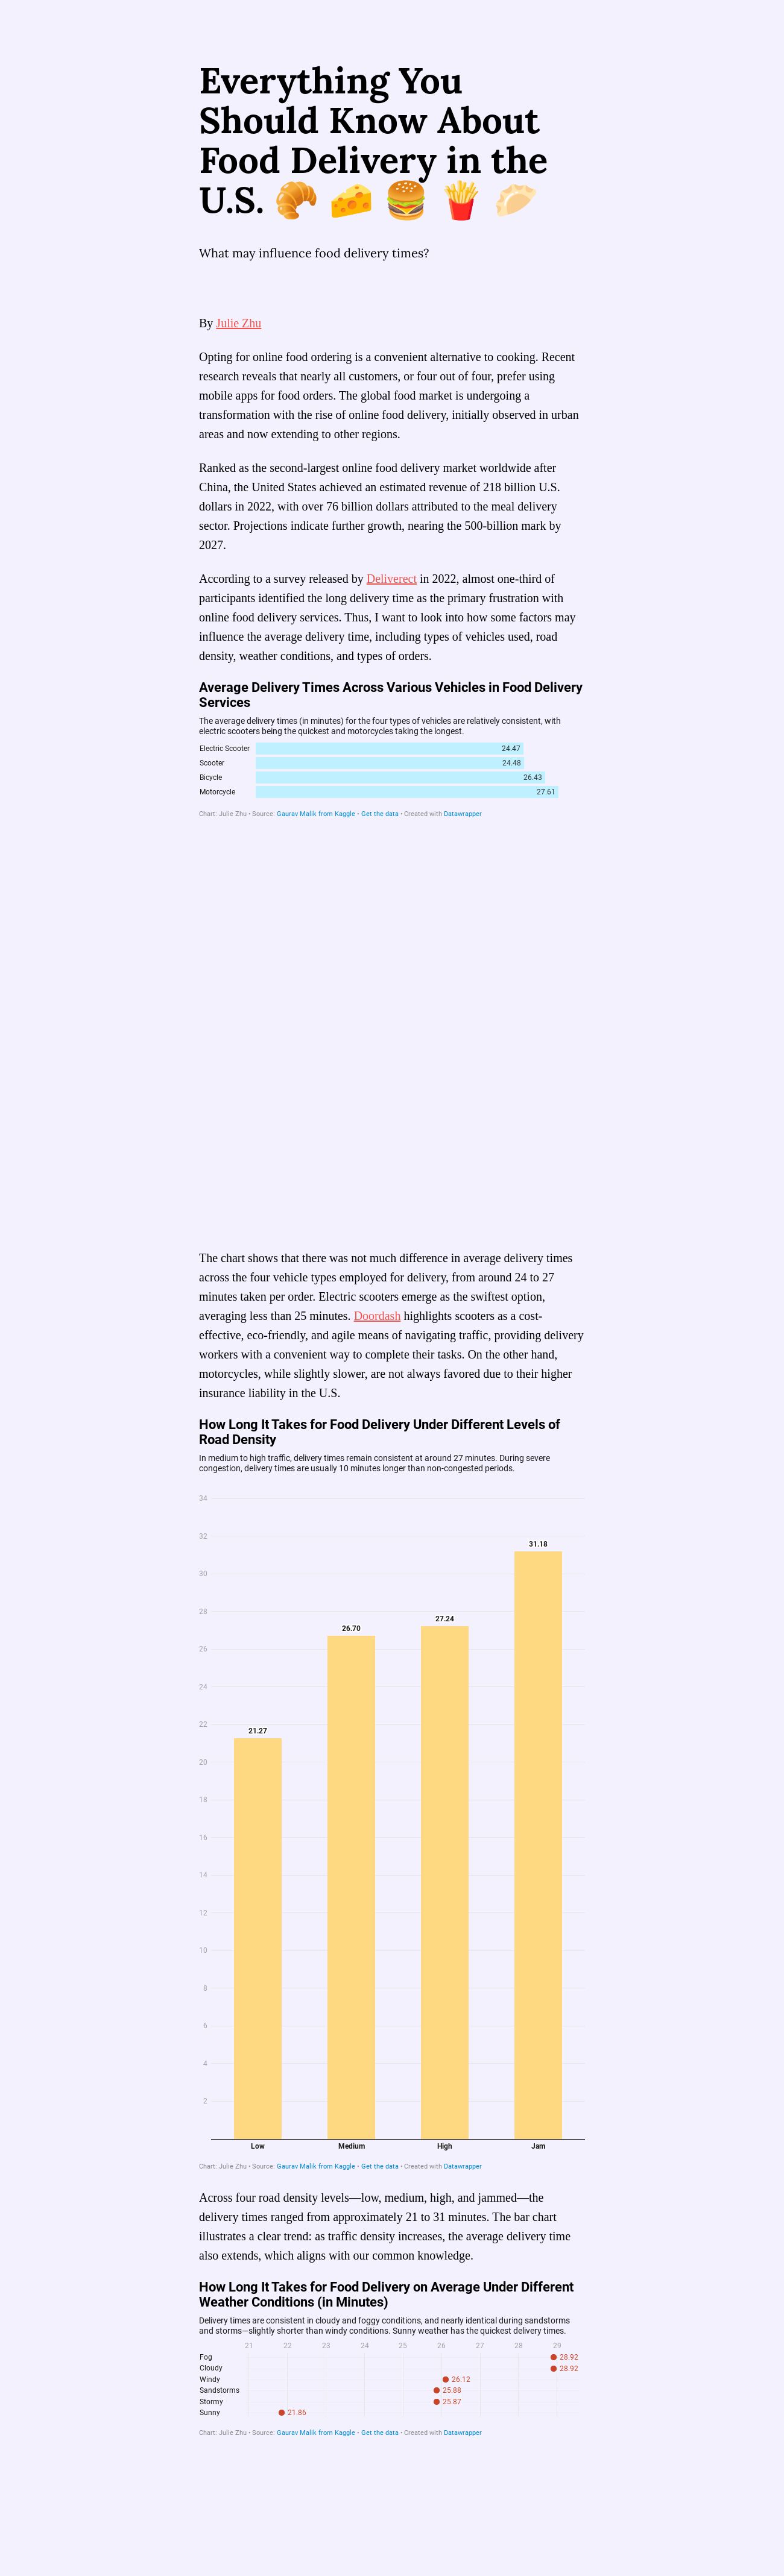 Everything You
Should Know About
Food Delivery in the
U.S. 🥐 🧀 🍔 🍟 🥟
What may influence food delivery times?
By Julie Zhu
Opting for online food ordering is a convenient alternative to cooking. Recent
research reveals that nearly all customers, or four out of four, prefer using
mobile apps for food orders. The global food market is undergoing a
transformation with the rise of online food delivery, initially observed in urban
areas and now extending to other regions.
Ranked as the second-largest online food delivery market worldwide after
China, the United States achieved an estimated revenue of 218 billion U.S.
dollars in 2022, with over 76 billion dollars attributed to the meal delivery
sector. Projections indicate further growth, nearing the 500-billion mark by
2027.
According to a survey released by Deliverect in 2022, almost one-third of
participants identified the long delivery time as the primary frustration with
online food delivery services. Thus, I want to look into how some factors may
influence the average delivery time, including types of vehicles used, road
density, weather conditions, and types of orders.
Average Delivery Times Across Various Vehicles in Food Delivery
Services
The average delivery times (in minutes) for the four types of vehicles are relatively consistent, with
electric scooters being the quickest and motorcycles taking the longest.
Electric Scooter 24.47
Scooter 24.48
Bicycle 26.43
Motorcycle 27.61
Chart: Julie Zhu • Source: Gaurav Malik from Kaggle • Get the data • Created with Datawrapper
The chart shows that there was not much difference in average delivery times
across the four vehicle types employed for delivery, from around 24 to 27
minutes taken per order. Electric scooters emerge as the swiftest option,
averaging less than 25 minutes. Doordash highlights scooters as a cost-
effective, eco-friendly, and agile means of navigating traffic, providing delivery
workers with a convenient way to complete their tasks. On the other hand,
motorcycles, while slightly slower, are not always favored due to their higher
insurance liability in the U.S.
How Long It Takes for Food Delivery Under Different Levels of
Road Density
In medium to high traffic, delivery times remain consistent at around 27 minutes. During severe
congestion, delivery times are usually 10 minutes longer than non-congested periods.
34
32
31.18
30
28
27.24
26.70
26
24
22
21.27
20
18
16
14
12
10
8
6
4
2
Low Medium High Jam
Chart: Julie Zhu • Source: Gaurav Malik from Kaggle • Get the data • Created with Datawrapper
Across four road density levels—low, medium, high, and jammed—the
delivery times ranged from approximately 21 to 31 minutes. The bar chart
illustrates a clear trend: as traffic density increases, the average delivery time
also extends, which aligns with our common knowledge.
How Long It Takes for Food Delivery on Average Under Different
Weather Conditions (in Minutes)
Delivery times are consistent in cloudy and foggy conditions, and nearly identical during sandstorms
and storms—slightly shorter than windy conditions. Sunny weather has the quickest delivery times.
21 22 23 24 25 26 27 28 29
Fog 28.92
Cloudy 28.92
Windy 26.12
Sandstorms 25.88
Stormy 25.87
Sunny 21.86
Chart: Julie Zhu • Source: Gaurav Malik from Kaggle • Get the data • Created with Datawrapper